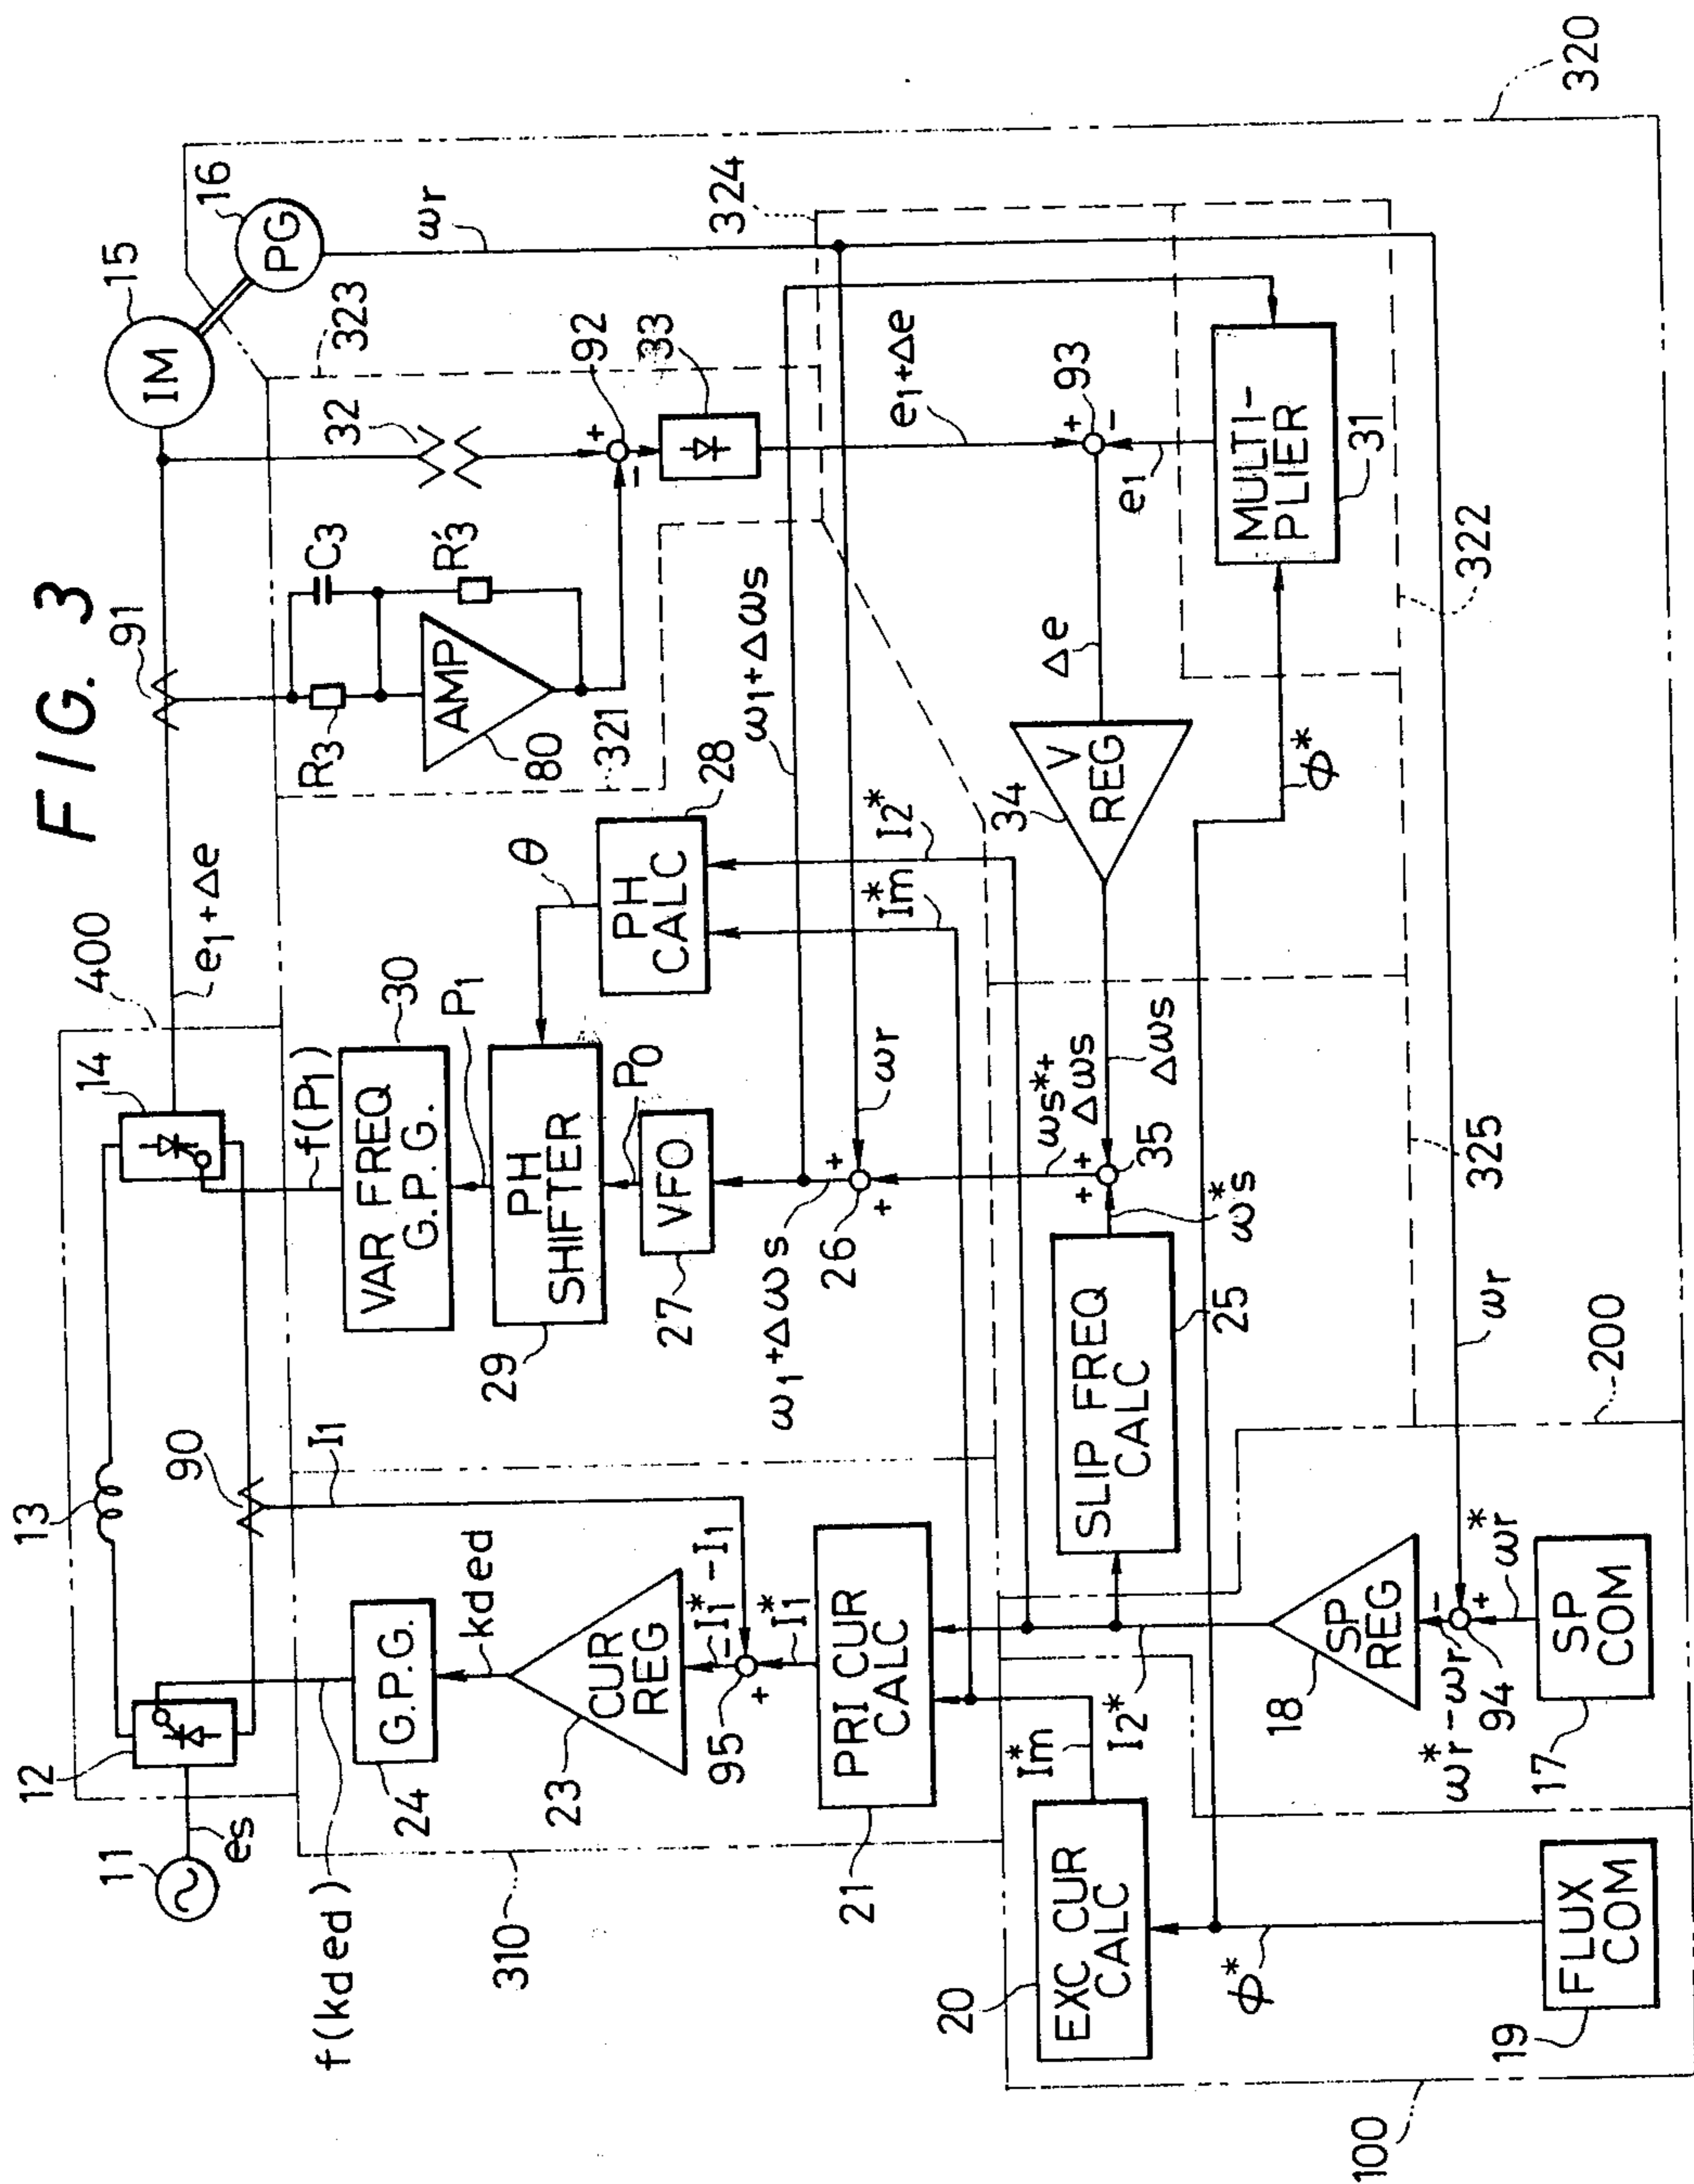 FIG. 3
11
es
12
13
90
14
400
e1+Δe
91
15
IM
16
PG
f(kded)
24
G.P.G.
kded
23
CUR
REG
I1*-I1
95
+
I1*
I1
21
PRI CUR
CALC
310
f(P1)
30
VAR FREQ
G.P.G.
P1
29
PH
SHIFTER
P0
27
VFO
θ
28
PH
CALC
R3
C3
R'3
AMP
80
321
32
323
+
92
-
33
ωr
324
320
ω1+Δωs
26
+
+
ωr
ω1+Δωs
Im*
I2*
e1+Δe
+
93
-
e1
Δe
34
V
REG
Δωs
ωs*+
Δωs
+
+
35
ωs*
SLIP FREQ
CALC
25
MULTI-
PLIER
31
322
φ*
325
ωr
200
20
EXC CUR
CALC
Im*
I2*
18
SP
REG
-
+
ωr*-ωr
94
ωr*
17
SP
COM
φ*
19
FLUX
COM
100